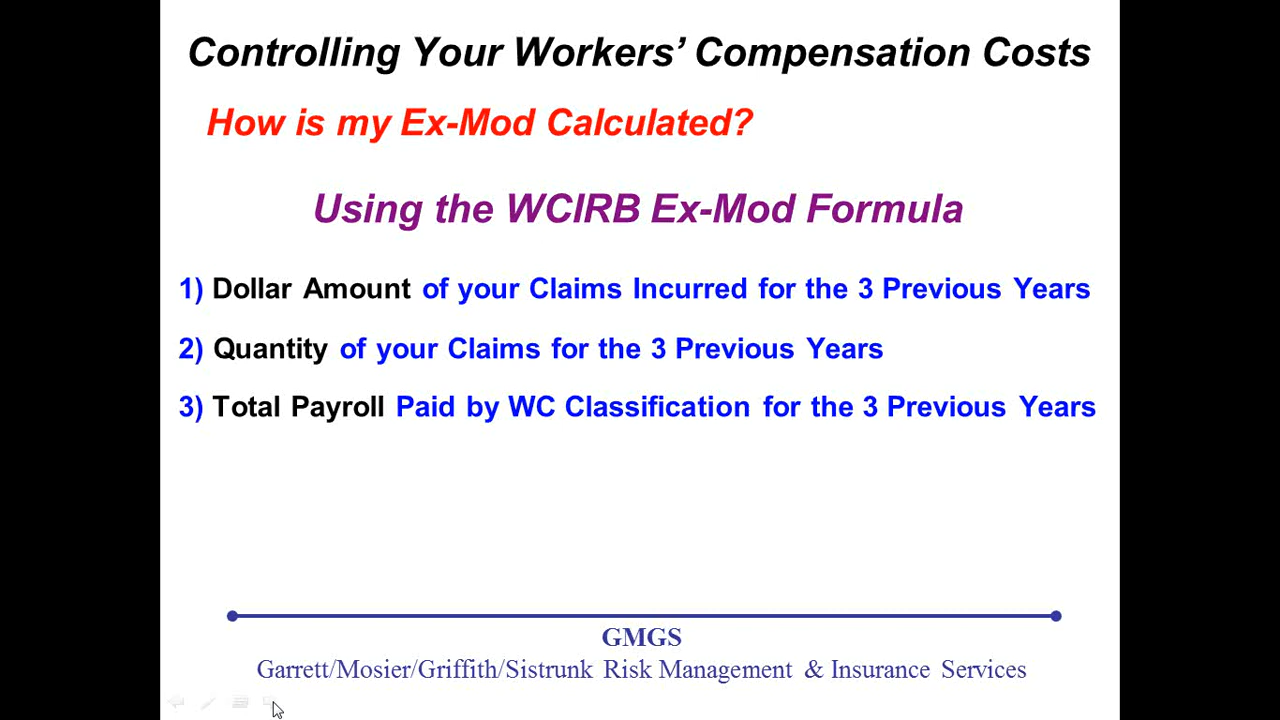 Controlling Your Workers’ Compensation Costs
How is my Ex-Mod Calculated?
Using the WCIRB Ex-Mod Formula
1) Dollar Amount of your Claims Incurred for the 3 Previous Years
2) Quantity of your Claims for the 3 Previous Years
3) Total Payroll Paid by WC Classification for the 3 Previous Years
GMGS
Garrett/Mosier/Griffith/Sistrunk Risk Management & Insurance Services